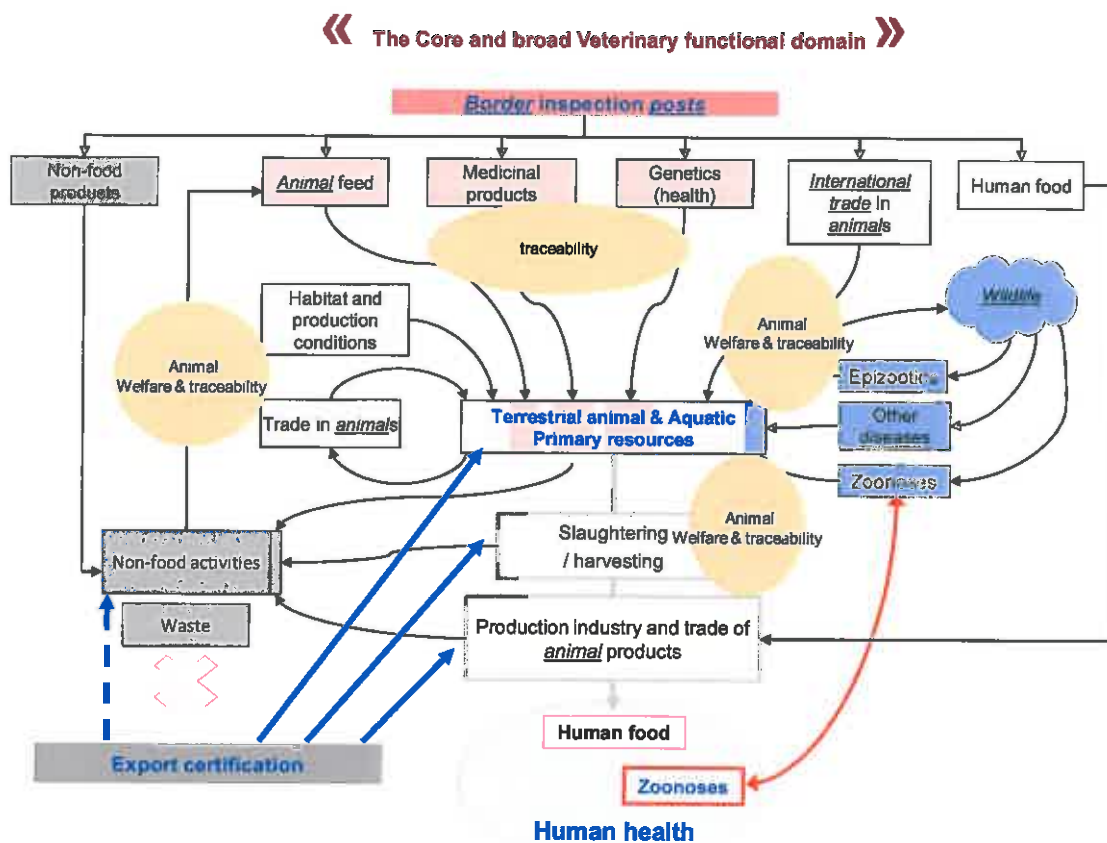 « The Core and broad Veterinary functional domain »
Border inspection posts
Non-food
products
Animal feed
Medicinal
products
Genetics
(health)
International
trade in
animals
Human food
traceability
Wildlife
Habitat and
production
conditions
Animal
Welfare & traceability
Animal
Welfare & traceability
Epizootics
Trade in animals
Terrestrial animal & Aquatic
Primary resources
Other
diseases
Zoonoses
Slaughtering
/ harvesting
Animal
Welfare & traceability
Non-food activities
Waste
Production industry and trade of
animal products
Human food
Export certification
Zoonoses
Human health